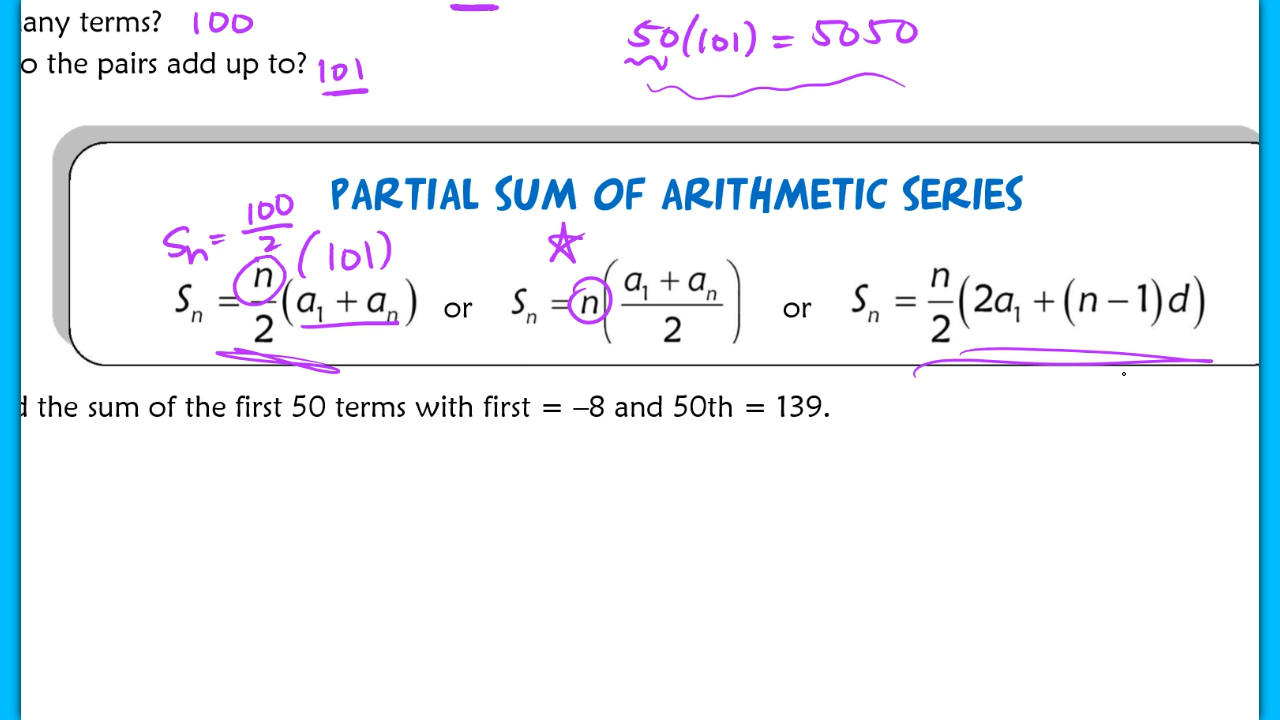 any terms? 100
50(101) = 5050
o the pairs add up to? 101
PARTIAL SUM OF ARITHMETIC SERIES
Sn = 100/2 (101)
Sₙ = n/2 (a₁ + aₙ) or Sₙ = n((a₁ + aₙ)/2) or Sₙ = n/2 (2a₁ + (n – 1)d)
the sum of the first 50 terms with first = –8 and 50th = 139.